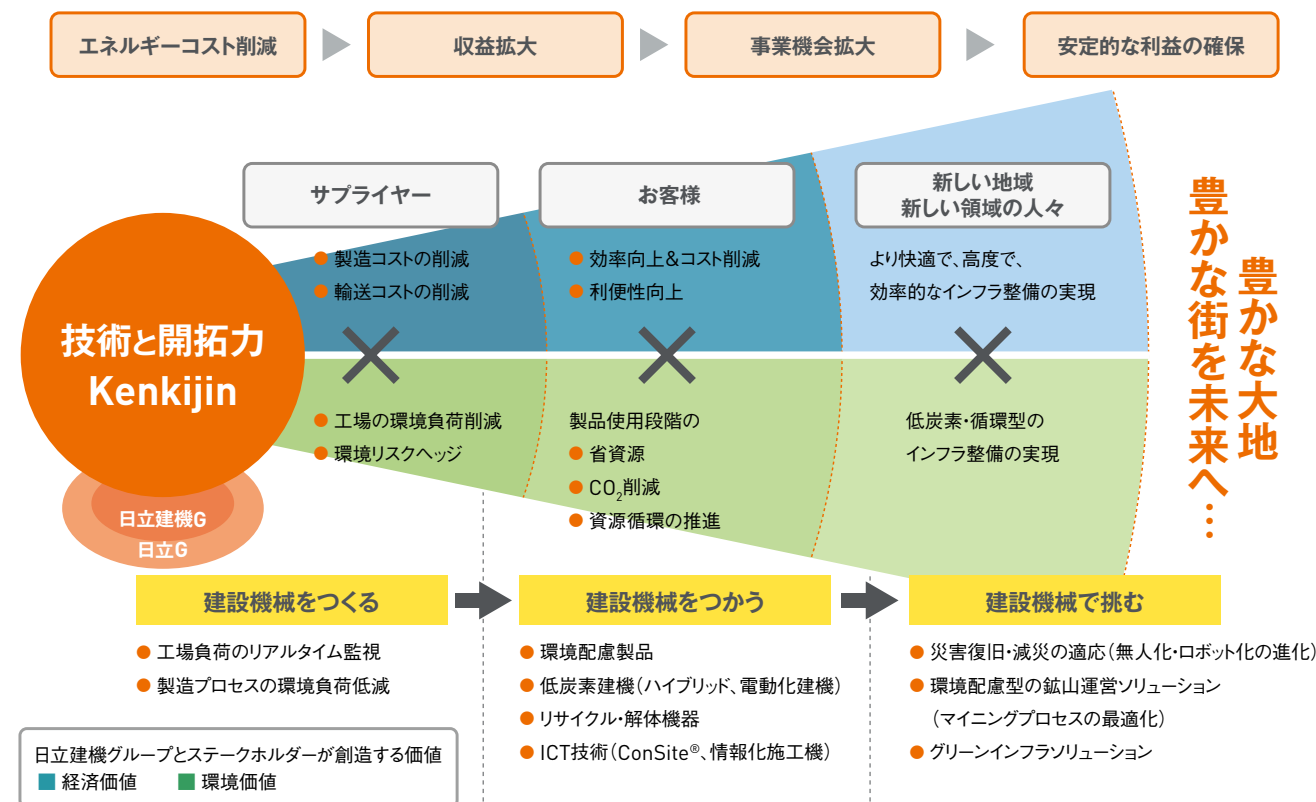 エネルギーコスト削減
収益拡大
事業機会拡大
安定的な利益の確保
サプライヤー
お客様
新しい地域
新しい領域の人々
● 製造コストの削減
● 輸送コストの削減
● 効率向上&コスト削減
● 利便性向上
より快適で、高度で、
効率的なインフラ整備の実現
技術と開拓力
Kenkijin
● 工場の環境負荷削減
● 環境リスクヘッジ
製品使用段階の
● 省資源
● CO₂削減
● 資源循環の推進
低炭素・循環型の
インフラ整備の実現
豊かな大地
豊かな街を未来へ…
日立建機G
日立G
建設機械をつくる
● 工場負荷のリアルタイム監視
● 製造プロセスの環境負荷低減
建設機械をつかう
● 環境配慮製品
● 低炭素建機(ハイブリッド、電動化建機)
● リサイクル・解体機器
● ICT技術(ConSite®、情報化施工機)
建設機械で挑む
● 災害復旧・減災の適応(無人化・ロボット化の進化)
● 環境配慮型の鉱山運営ソリューション
(マイニングプロセスの最適化)
● グリーンインフラソリューション
日立建機グループとステークホルダーが創造する価値
経済価値 環境価値